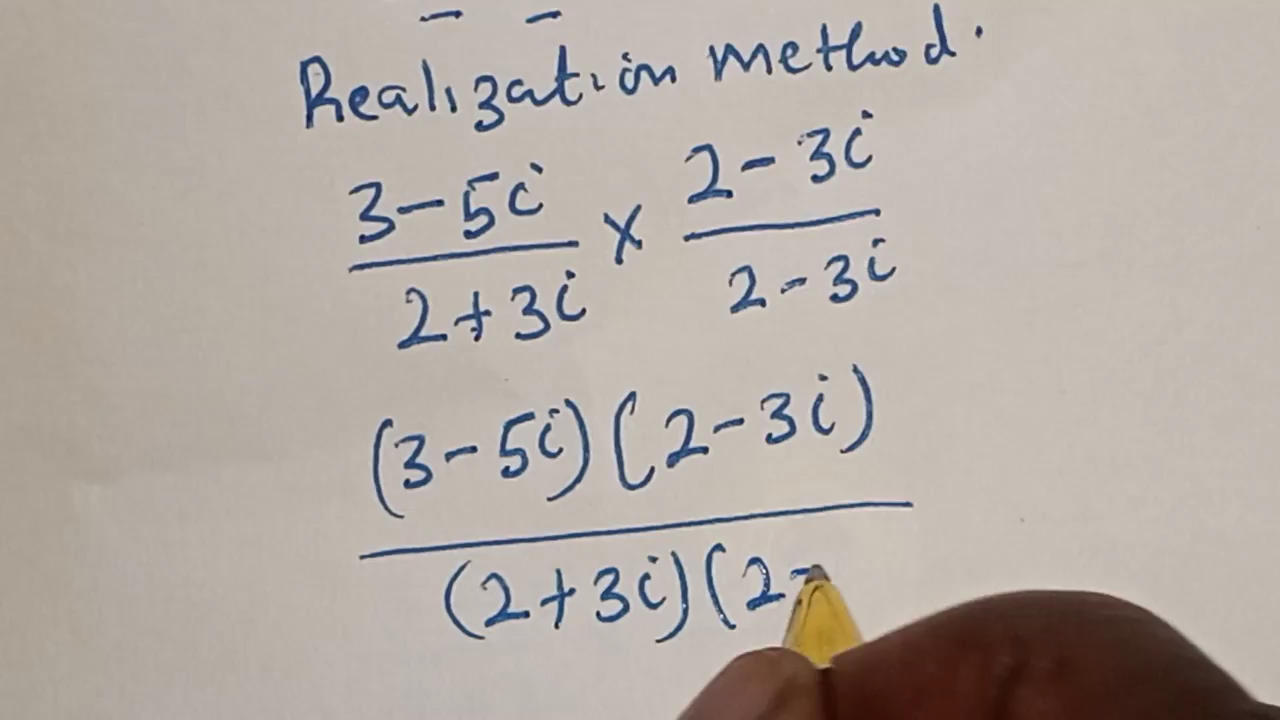 Realization method.
3-5i/2+3i × 2-3i/2-3i
(3-5i)(2-3i)
(2+3i)(2-